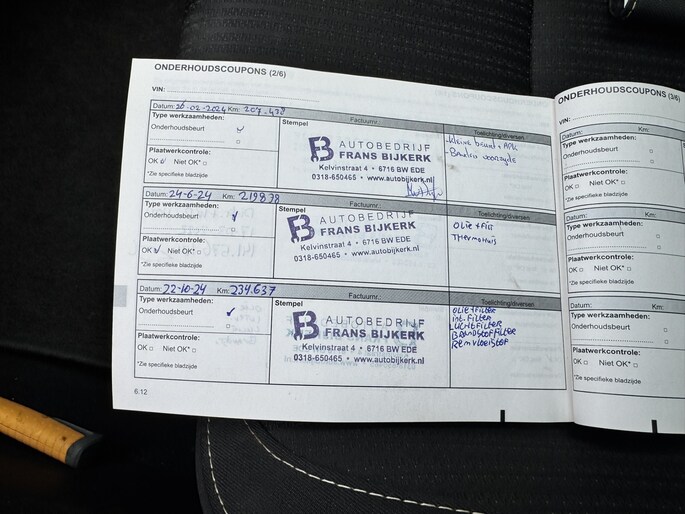 ONDERHOUDSCOUPONS (2/6)
VIN:
Datum: 20-02-2024 Km: 207.438
Type werkzaamheden:
Onderhoudsbeurt
Plaatwerkcontrole:
OK Niet OK*
*Zie specifieke bladzijde
Factuurnr.:
Stempel
AUTOBEDRIJF
FRANS BIJKERK
Kelvinstraat 4 • 6716 BW EDE
0318-650465 • www.autobijkerk.nl
Toelichting/diversen
- kleine beurt + APK
- Banden voorzijde
Datum: 24-6-24 Km: 219838
Type werkzaamheden:
Onderhoudsbeurt
Plaatwerkcontrole:
OK Niet OK*
*Zie specifieke bladzijde
Factuurnr.:
Stempel
AUTOBEDRIJF
FRANS BIJKERK
Kelvinstraat 4 • 6716 BW EDE
0318-650465 • www.autobijkerk.nl
Toelichting/diversen
olie + Filt
Thermothuis
Datum: 22-10-24 Km: 234.637
Type werkzaamheden:
Onderhoudsbeurt
Plaatwerkcontrole:
OK Niet OK*
*Zie specifieke bladzijde
Factuurnr.:
Stempel
AUTOBEDRIJF
FRANS BIJKERK
Kelvinstraat 4 • 6716 BW EDE
0318-650465 • www.autobijkerk.nl
Toelichting/diversen
olie + Filter
int. Filter
Luchtfilter
Brandstoffilter
Remvloeistof
6.12
ONDERHOUDSCOUPONS (3/6)
VIN:
Datum: Km:
Type werkzaamheden:
Onderhoudsbeurt
Plaatwerkcontrole:
OK Niet OK*
*Zie specifieke bladzijde
Datum: Km:
Type werkzaamheden:
Onderhoudsbeurt
Plaatwerkcontrole:
OK Niet OK*
*Zie specifieke bladzijde
Datum: Km:
Type werkzaamheden:
Onderhoudsbeurt
Plaatwerkcontrole:
OK Niet OK*
*Zie specifieke bladzijde